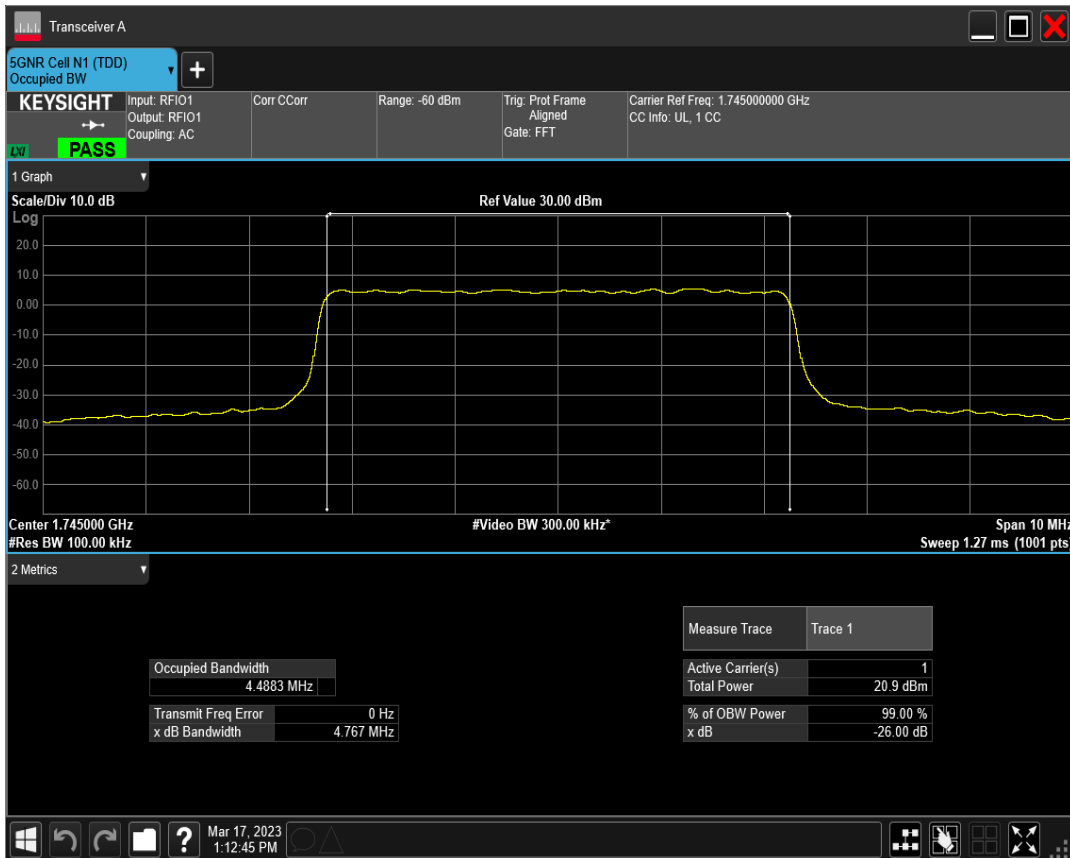 Transceiver A
5GNR Cell N1 (TDD)
Occupied BW
+
KEYSIGHT
LXI
PASS
Input: RFIO1
Output: RFIO1
Coupling: AC
Corr CCorr
Range: -60 dBm
Trig: Prot Frame
Aligned
Gate: FFT
Carrier Ref Freq: 1.745000000 GHz
CC Info: UL, 1 CC
1 Graph
Scale/Div 10.0 dB
Ref Value 30.00 dBm
Log
20.0
10.0
0.00
-10.0
-20.0
-30.0
-40.0
-50.0
-60.0
Center 1.745000 GHz
#Video BW 300.00 kHz*
Span 10 MHz
#Res BW 100.00 kHz
Sweep 1.27 ms (1001 pts)
2 Metrics
Measure Trace Trace 1
Occupied Bandwidth
4.4883 MHz
Active Carrier(s) 1
Total Power 20.9 dBm
Transmit Freq Error 0 Hz
x dB Bandwidth 4.767 MHz
% of OBW Power 99.00 %
x dB -26.00 dB
?
Mar 17, 2023
1:12:45 PM